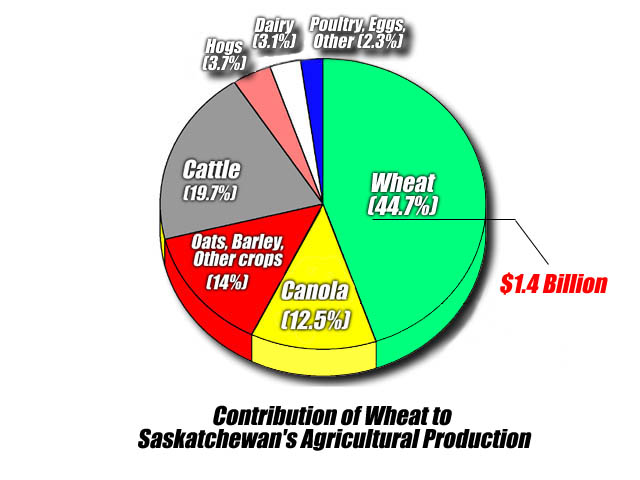 Dairy
(3.1%)
Poultry, Eggs,
Other (2.3%)
Hogs
(3.7%)
Cattle
(19.7%)
Wheat
(44.7%)
Oats, Barley,
Other crops
(14%)
Canola
(12.5%)
$1.4 Billion
Contribution of Wheat to
Saskatchewan's Agricultural Production